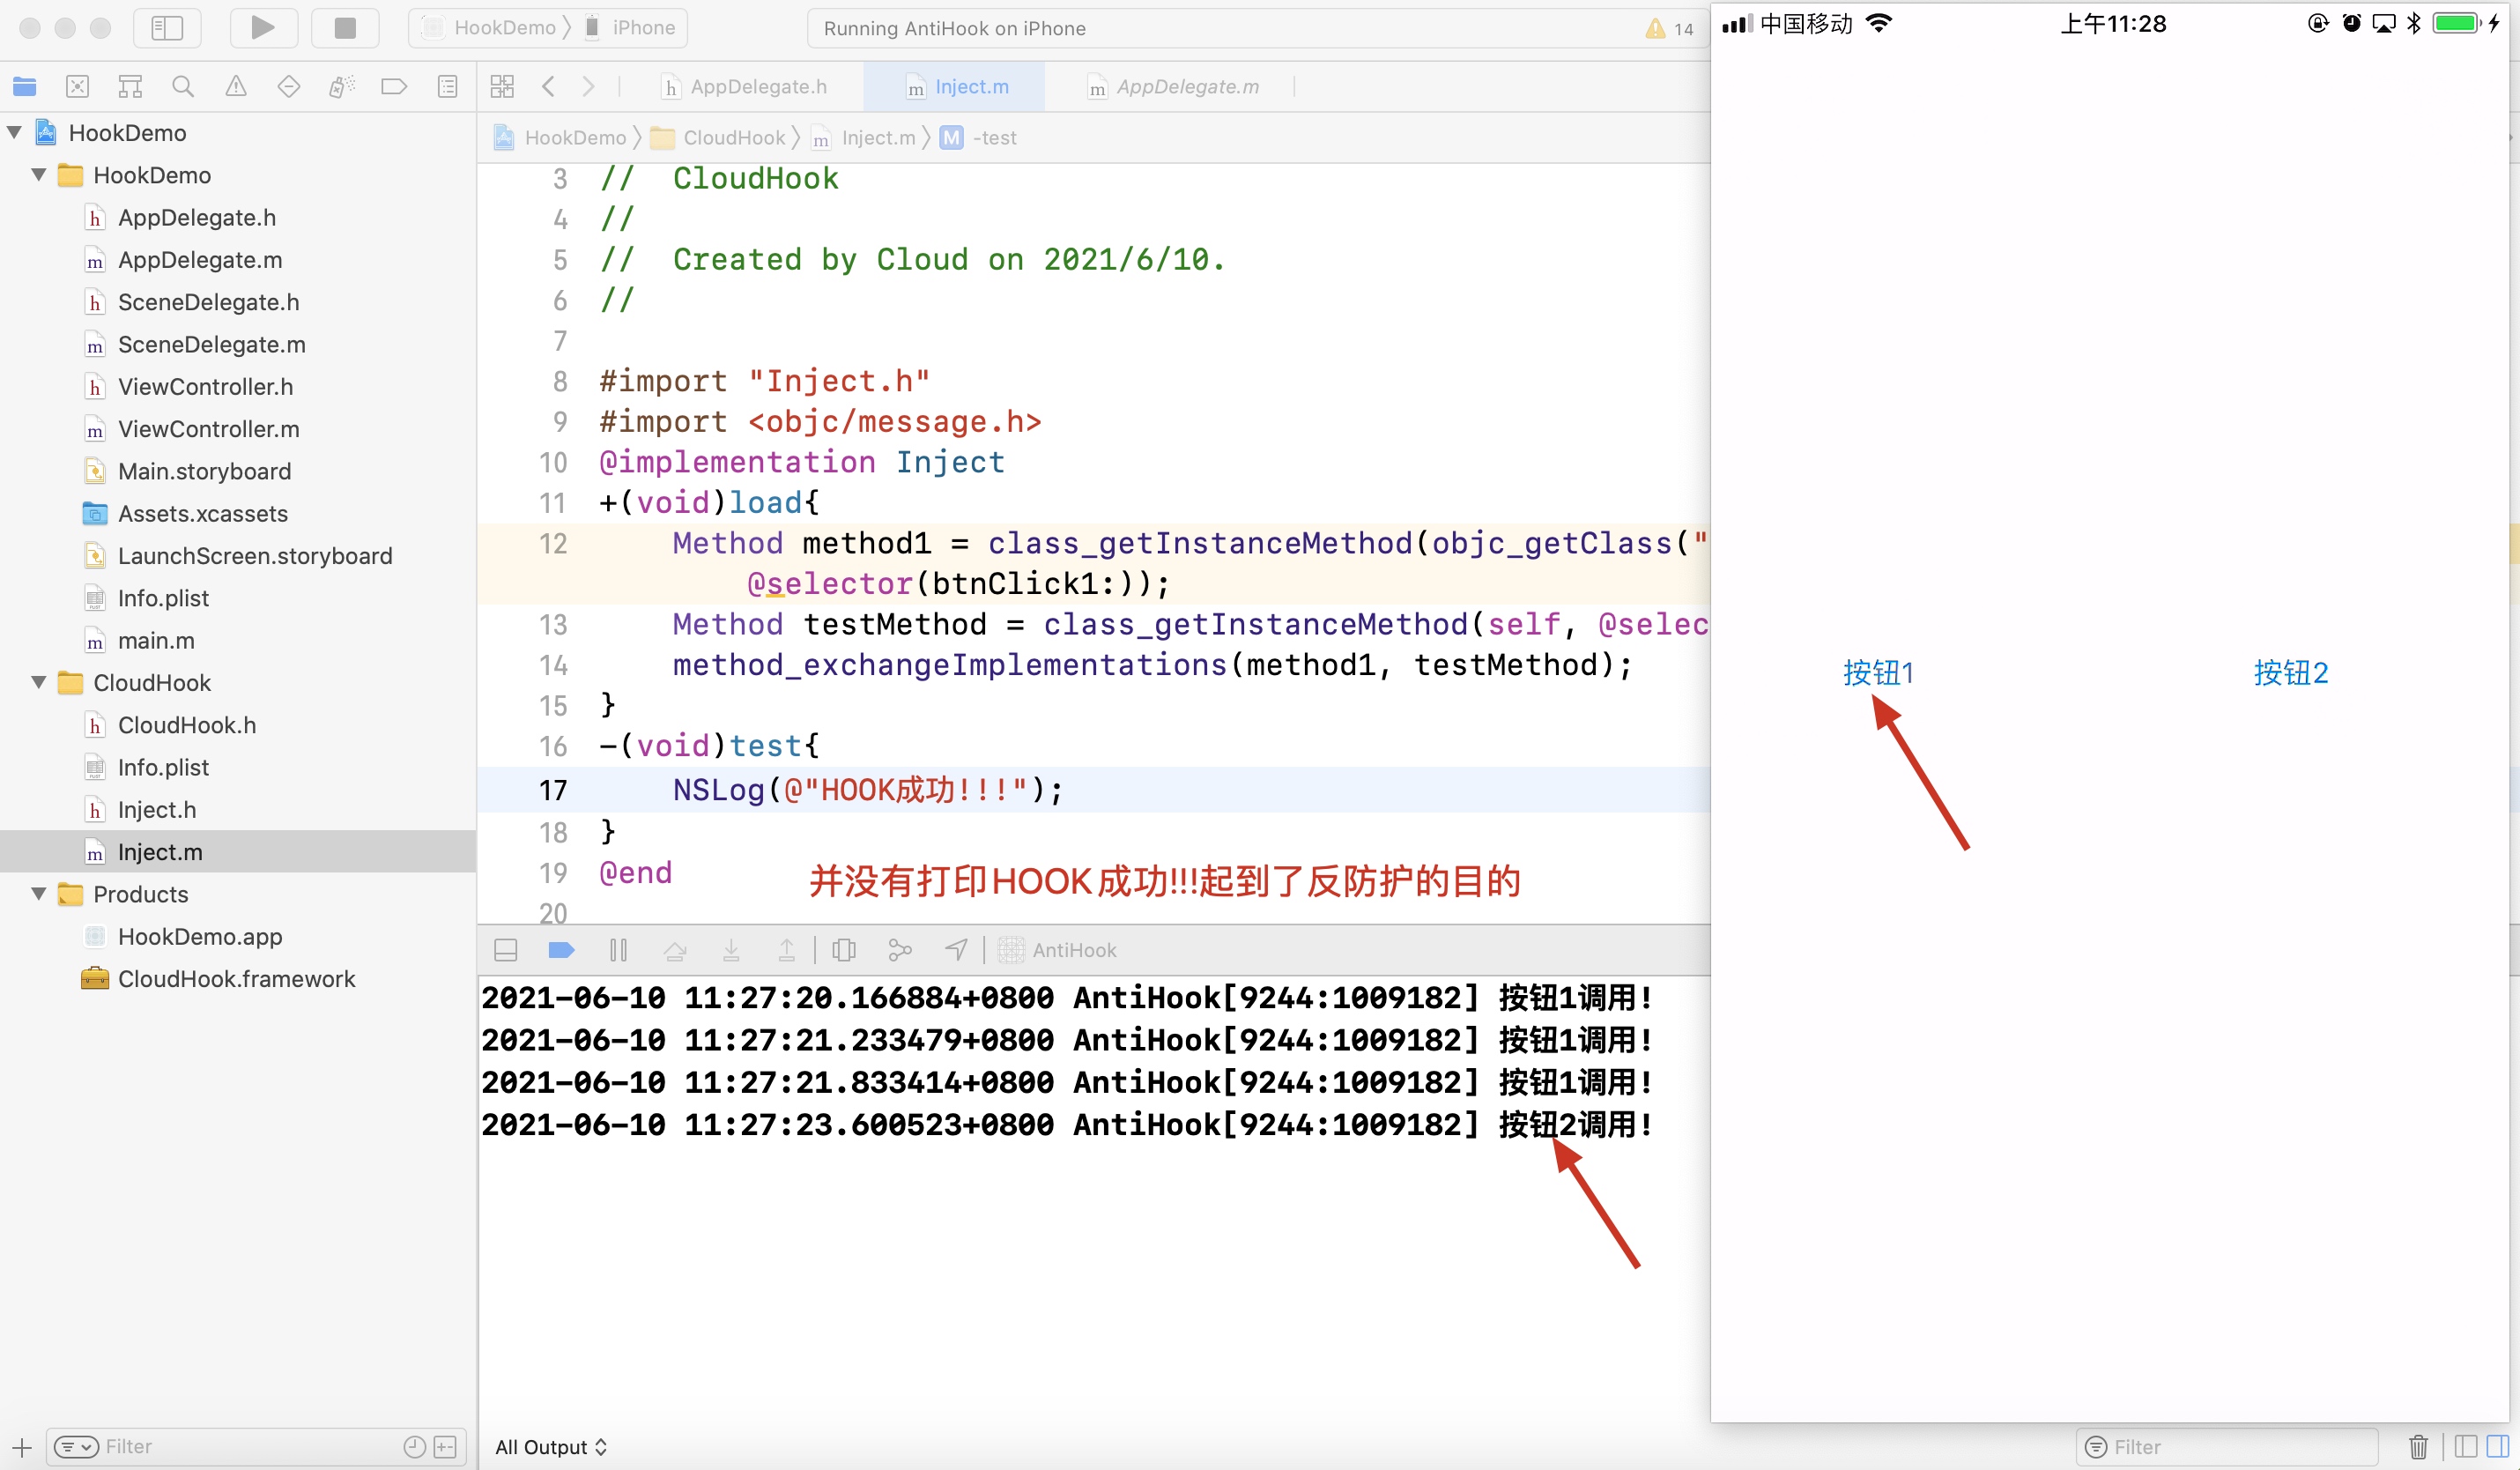 HookDemo 〉 iPhone
Running AntiHook on iPhone
14
AppDelegate.h
Inject.m
AppDelegate.m
HookDemo 〉 CloudHook 〉 Inject.m 〉 M -test
HookDemo
HookDemo
AppDelegate.h
AppDelegate.m
SceneDelegate.h
SceneDelegate.m
ViewController.h
ViewController.m
Main.storyboard
Assets.xcassets
LaunchScreen.storyboard
Info.plist
main.m
CloudHook
CloudHook.h
Info.plist
Inject.h
Inject.m
Products
HookDemo.app
CloudHook.framework
Filter
3 //  CloudHook
4 //
5 //  Created by Cloud on 2021/6/10.
6 //
7
8 #import "Inject.h"
9 #import <objc/message.h>
10 @implementation Inject
11 +(void)load{
12 Method method1 = class_getInstanceMethod(objc_getClass("
@selector(btnClick1:));
13 Method testMethod = class_getInstanceMethod(self, @selec
14 method_exchangeImplementations(method1, testMethod);
15 }
16 -(void)test{
17 NSLog(@"HOOK成功!!!");
18 }
19 @end
并没有打印HOOK成功!!!起到了反防护的目的
20
AntiHook
2021-06-10 11:27:20.166884+0800 AntiHook[9244:1009182] 按钮1调用!
2021-06-10 11:27:21.233479+0800 AntiHook[9244:1009182] 按钮1调用!
2021-06-10 11:27:21.833414+0800 AntiHook[9244:1009182] 按钮1调用!
2021-06-10 11:27:23.600523+0800 AntiHook[9244:1009182] 按钮2调用!
All Output
Filter
中国移动
上午11:28
按钮1
按钮2